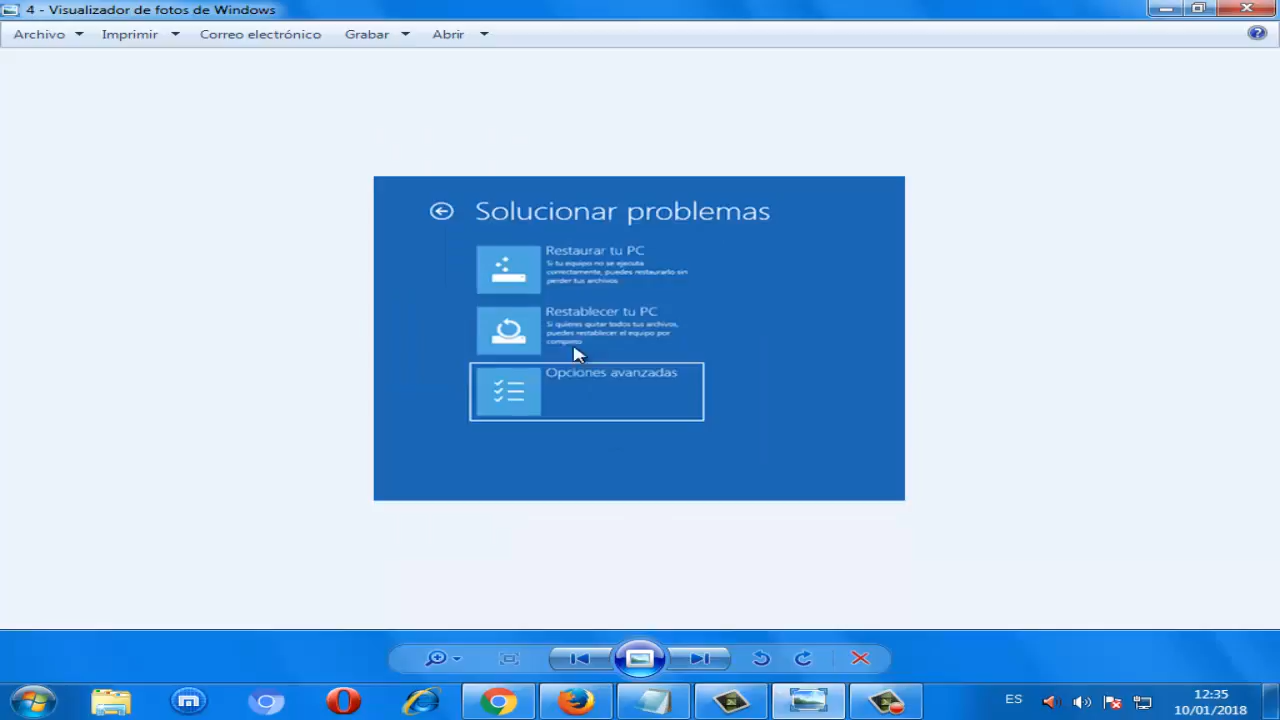 4 - Visualizador de fotos de Windows
Archivo Imprimir Correo electrónico Grabar Abrir
Solucionar problemas
Restaurar tu PC
Si tu equipo no se ejecuta
correctamente, puedes restaurarlo sin
perder tus archivos
Restablecer tu PC
Si quieres quitar todos tus archivos,
puedes restablecer el equipo por
completo
Opciones avanzadas
ES
12:35
10/01/2018